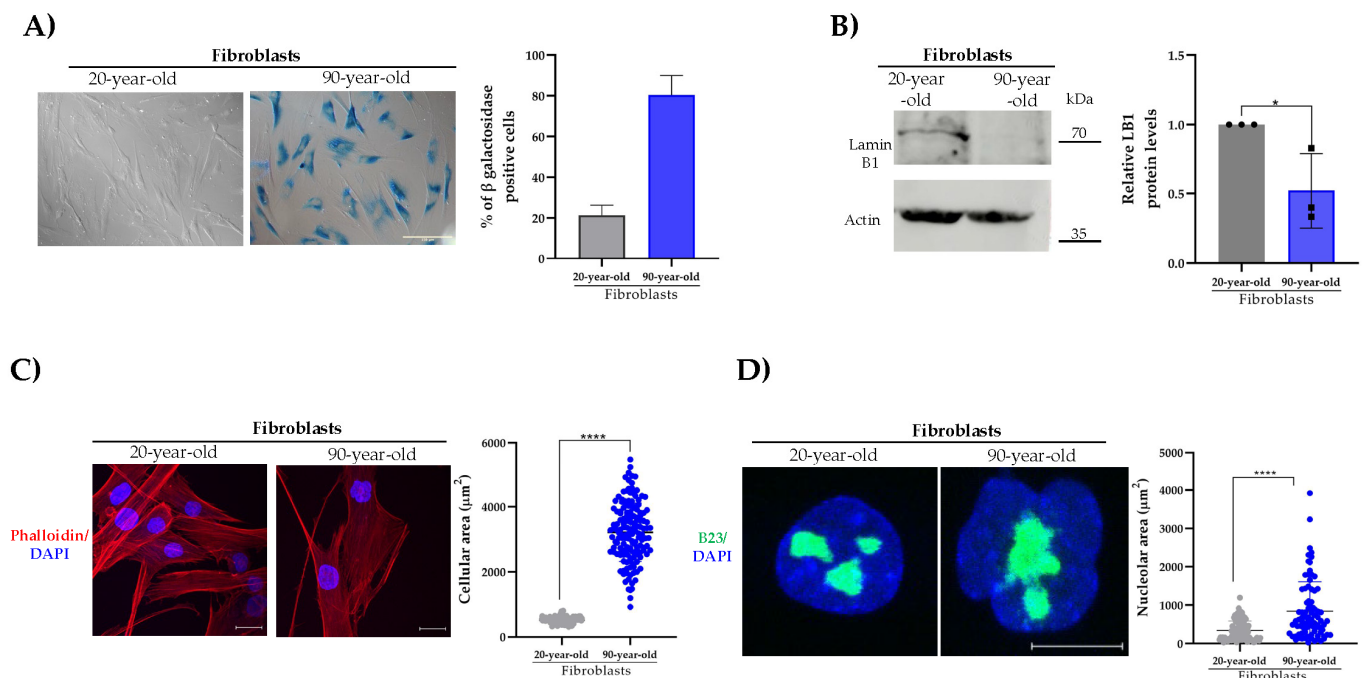 A)
Fibroblasts
20-year-old 90-year-old
% of β galactosidase
positive cells
100
80
60
40
20
0
20-year-old 90-year-old
Fibroblasts
B)
Fibroblasts
20-year
-old
90-year
-old
kDa
Lamin
B1
70
Actin
35
Relative LB1
protein levels
1.5
1.0
0.5
0.0
*
20-year-old 90-year-old
Fibroblasts
C)
Fibroblasts
20-year-old 90-year-old
Phalloidin/
DAPI
Cellular area (μm²)
6000
4000
2000
0
****
20-year-old 90-year-old
Fibroblasts
D)
Fibroblasts
20-year-old 90-year-old
B23/
DAPI
Nucleolar area (μm²)
5000
4000
3000
2000
1000
0
****
20-year-old 90-year-old
Fibroblasts